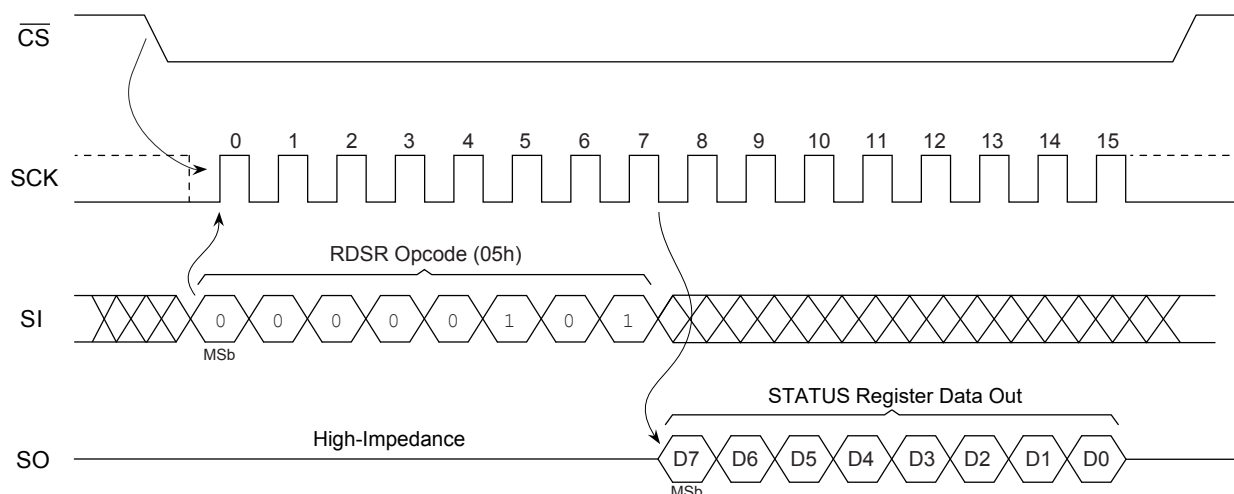 CS
0 1 2 3 4 5 6 7 8 9 10 11 12 13 14 15
SCK
RDSR Opcode (05h)
SI
0 0 0 0 0 1 0 1
MSb
STATUS Register Data Out
High-Impedance
SO
D7 D6 D5 D4 D3 D2 D1 D0
MSb